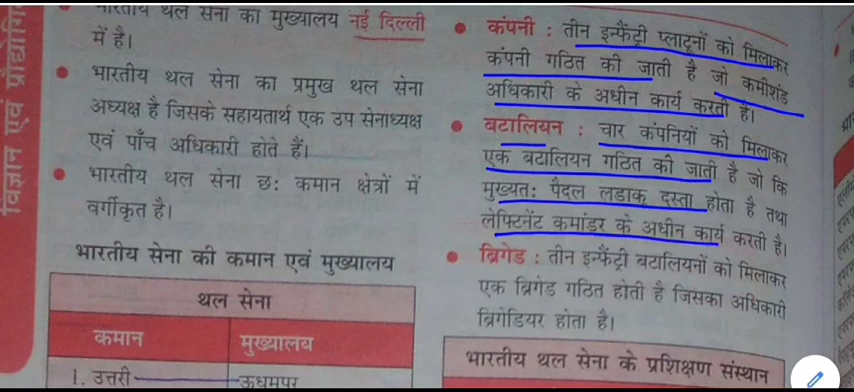 भारतीय थल सेना का मुख्यालय नई दिल्ली
में है।
भारतीय थल सेना का प्रमुख थल सेना
अध्यक्ष है जिसके सहायतार्थ एक उप सेनाध्यक्ष
एवं पाँच अधिकारी होते हैं।
भारतीय थल सेना छः कमान क्षेत्रों में
वर्गीकृत है।
भारतीय सेना की कमान एवं मुख्यालय
थल सेना
कमान मुख्यालय
1. उत्तरी ऊधमपुर
कंपनी : तीन इन्फैंट्री प्लाटूनों को मिलाकर
कंपनी गठित की जाती है जो कमीशंड
अधिकारी के अधीन कार्य करती है।
बटालियन : चार कंपनियों को मिलाकर
एक बटालियन गठित की जाती है जो कि
मुख्यतः पैदल लडाकू दस्ता होता है तथा
लेफ्टिनेंट कमांडर के अधीन कार्य करती है।
ब्रिगेड : तीन इन्फैंट्री बटालियनों को मिलाकर
एक ब्रिगेड गठित होती है जिसका अधिकारी
ब्रिगेडियर होता है।
भारतीय थल सेना के प्रशिक्षण संस्थान
विज्ञान एवं प्रौद्योगि